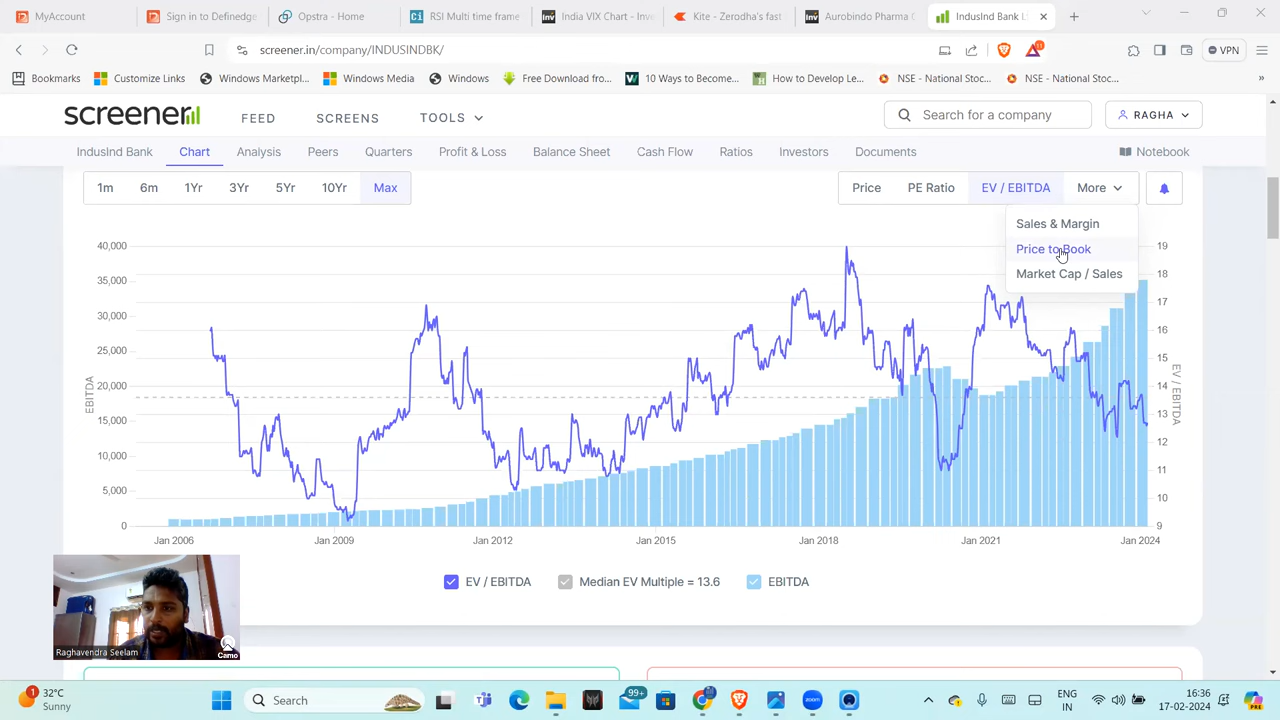 MyAccount
Sign in to Definedge
Opstra - Home
RSI Multi time frame
India VIX Chart - Inve
Kite - Zerodha's fast
Aurobindo Pharma C
IndusInd Bank L
screener.in/company/INDUSINDBK/
VPN
Bookmarks
Customize Links
Windows Marketpl...
Windows Media
Windows
Free Download fro...
10 Ways to Become...
How to Develop Le...
NSE - National Stoc...
NSE - National Stoc...
screener
FEED
SCREENS
TOOLS
Search for a company
RAGHA
IndusInd Bank
Chart
Analysis
Peers
Quarters
Profit & Loss
Balance Sheet
Cash Flow
Ratios
Investors
Documents
Notebook
1m
6m
1Yr
3Yr
5Yr
10Yr
Max
Price
PE Ratio
EV / EBITDA
More
Sales & Margin
Price to Book
Market Cap / Sales
40,000
35,000
30,000
25,000
20,000
15,000
10,000
5,000
0
EBITDA
19
18
17
16
15
14
13
12
11
10
9
EV / EBITDA
Jan 2006
Jan 2009
Jan 2012
Jan 2015
Jan 2018
Jan 2021
Jan 2024
EV / EBITDA
Median EV Multiple = 13.6
EBITDA
Raghavendra Seelam
Camo
1
32°C
Sunny
Search
99+
ENG
IN
16:36
17-02-2024